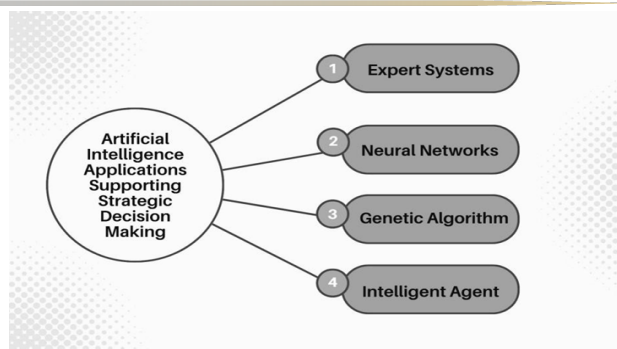 Artificial
Intelligence
Applications
Supporting
Strategic
Decision
Making
1
Expert Systems
2
Neural Networks
3
Genetic Algorithm
4
Intelligent Agent